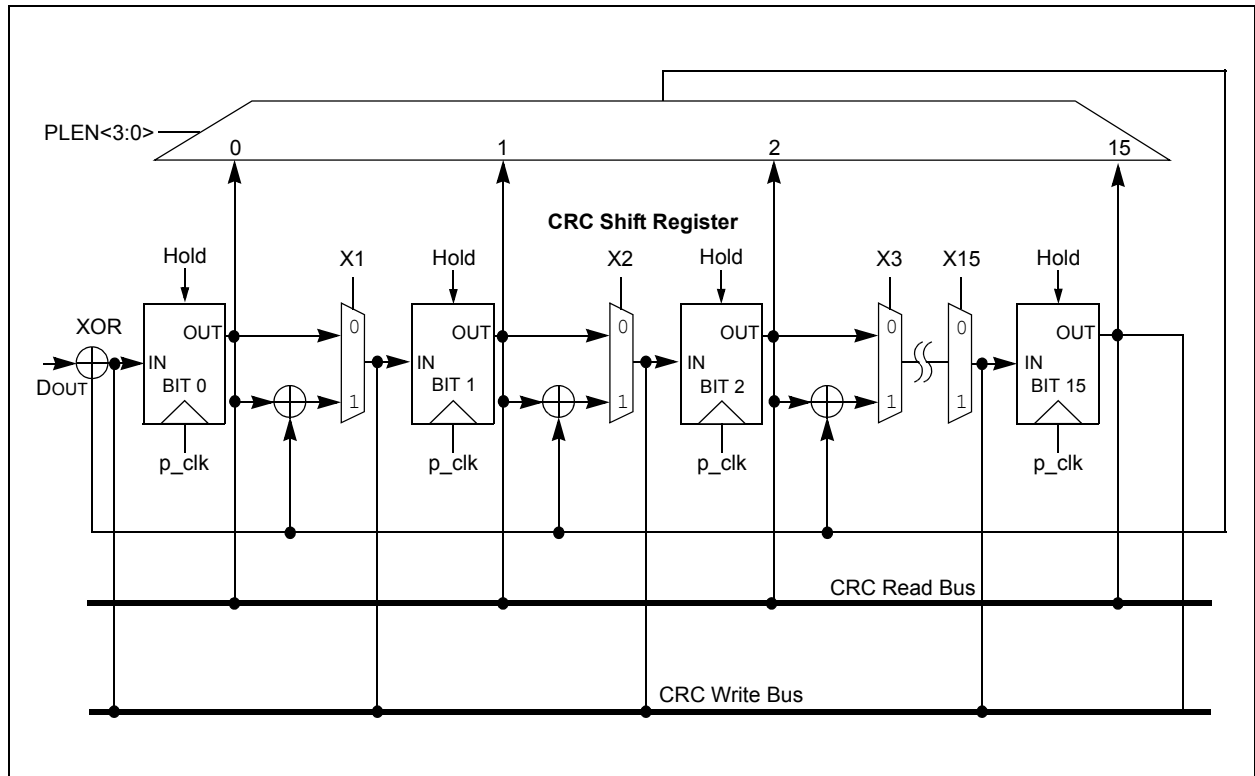 PLEN<3:0>
0 1 2 15
CRC Shift Register
Hold X1 Hold X2 Hold X3 X15 Hold
XOR
OUT 0 OUT 0 OUT 0 0 OUT
IN IN IN IN
DOUT
BIT 0 BIT 1 BIT 2 BIT 15
1 1 1 1
p_clk p_clk p_clk p_clk
CRC Read Bus
CRC Write Bus